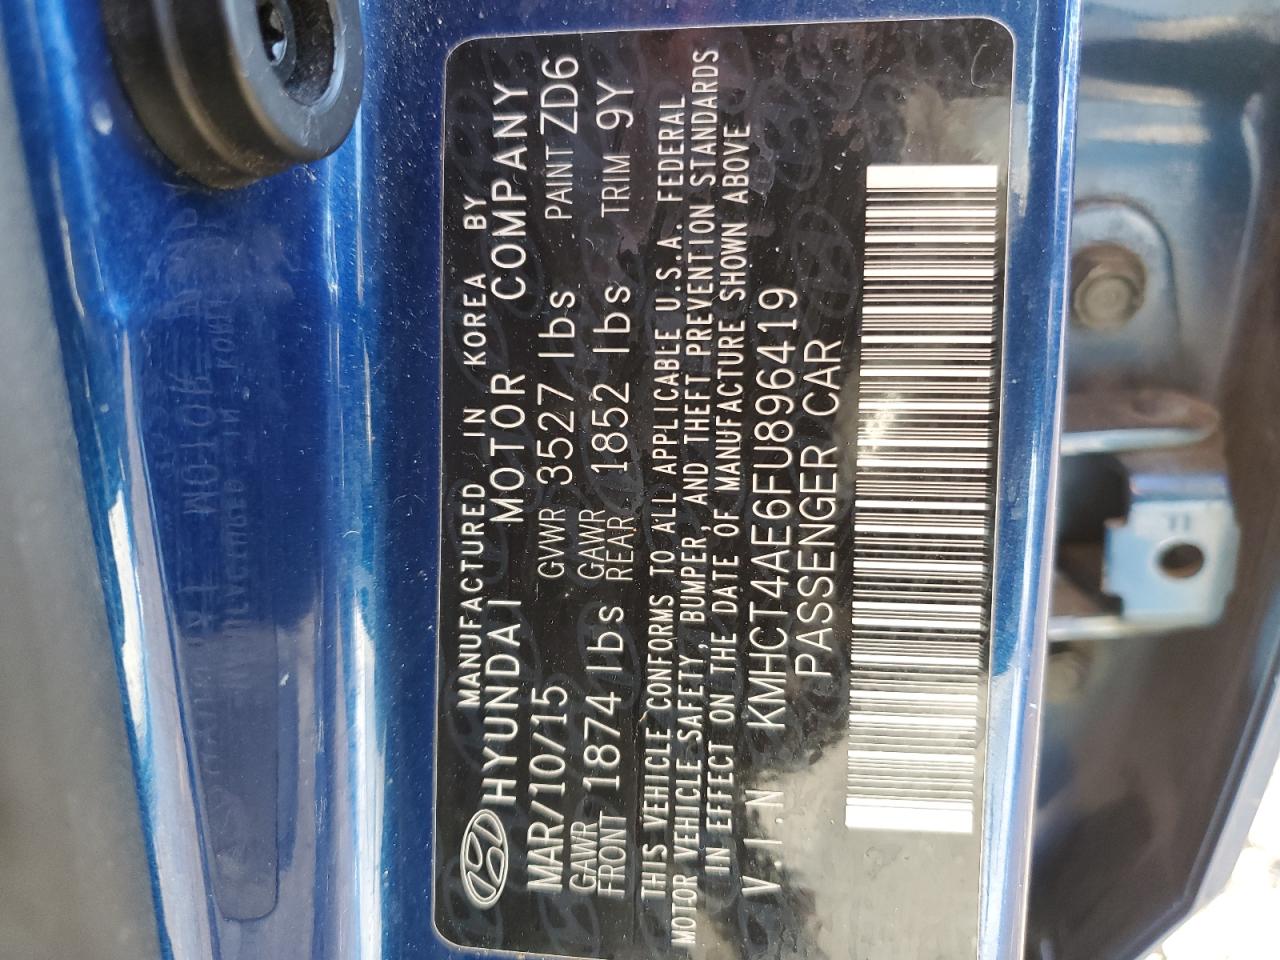 MANUFACTURED IN KOREA BY
HYUNDAI MOTOR COMPANY
MAR/10/15 GVWR 3527 lbs PAINT ZD6
GAWR FRONT 1874 lbs GAWR REAR 1852 lbs TRIM 9Y
THIS VEHICLE CONFORMS TO ALL APPLICABLE U.S.A. FEDERAL
MOTOR VEHICLE SAFETY, BUMPER, AND THEFT PREVENTION STANDARDS
IN EFFECT ON THE DATE OF MANUFACTURE SHOWN ABOVE
V.I.N KMHCT4AE6FU896419
PASSENGER CAR